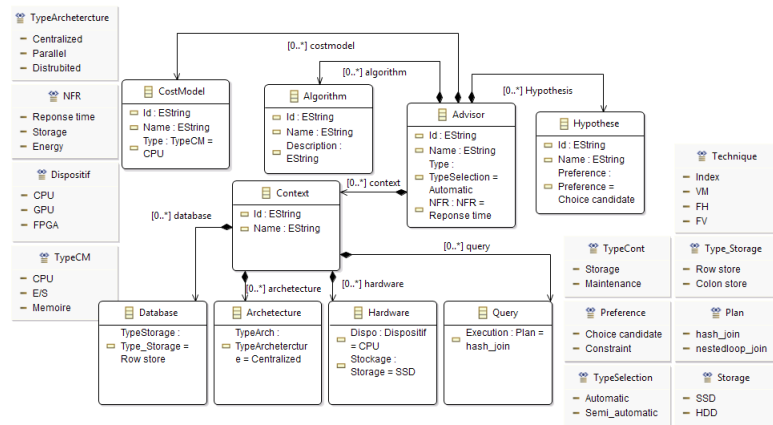 TypeArchetercture
Centralized
Parallel
Distrubited
NFR
Reponse time
Storage
Energy
Dispositif
CPU
GPU
FPGA
TypeCM
CPU
E/S
Memoire
[0..*] costmodel
[0..*] algorithm
[0..*] Hypothesis
CostModel
Id : EString
Name : EString
Type : TypeCM =
CPU
Algorithm
Id : EString
Name : EString
Description :
EString
Advisor
Id : EString
Name : EString
Type :
TypeSelection =
Automatic
NFR : NFR =
Reponse time
Hypothese
Id : EString
Name : EString
Preference :
Preference =
Choice candidate
[0..*] context
Context
Id : EString
Name : EString
[0..*] database
[0..*] archetecture
[0..*] hardware
[0..*] query
Database
TypeStorage :
Type_Storage =
Row store
Archetecture
TypeArch :
TypeArcheterctur
e = Centralized
Hardware
Dispo : Dispositif
= CPU
Stockage :
Storage = SSD
Query
Execution : Plan =
hash_join
Technique
Index
VM
FH
FV
TypeCont
Storage
Maintenance
Type_Storage
Row store
Colon store
Preference
Choice candidate
Constraint
Plan
hash_join
nestedloop_join
TypeSelection
Automatic
Semi_automatic
Storage
SSD
HDD